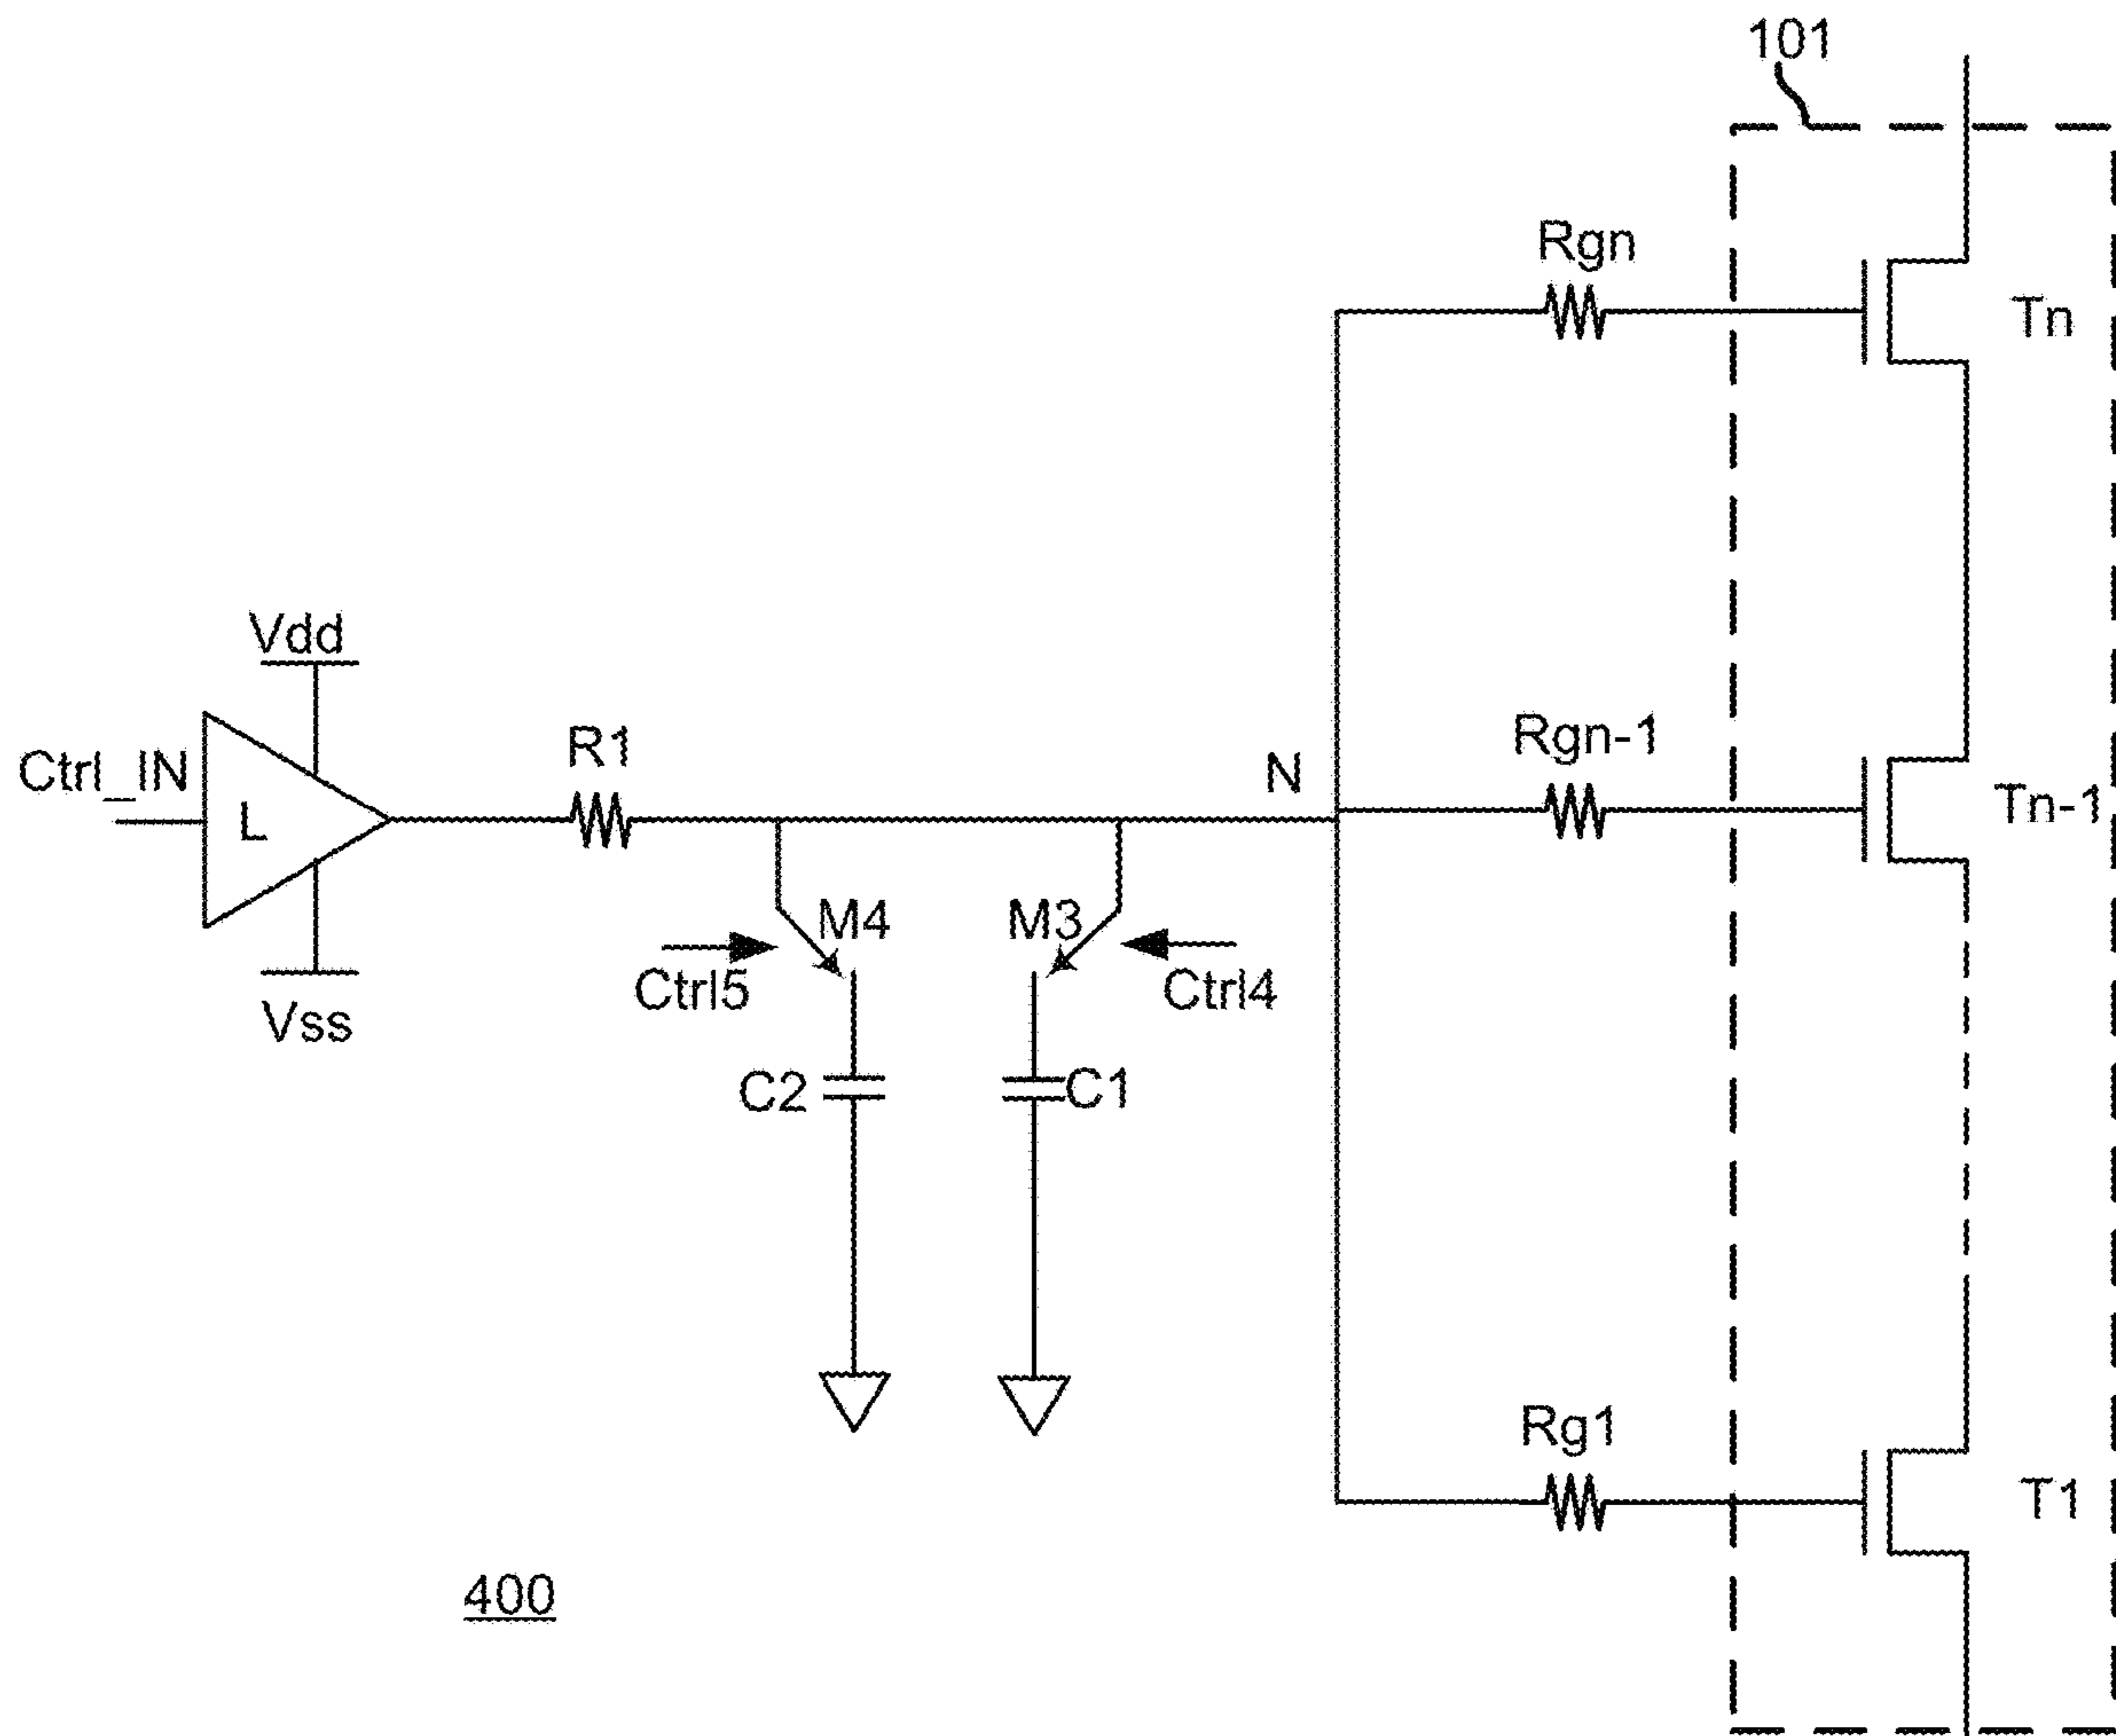 101
Rgn
Tn
Vdd
R1
Rgn-1
N
Ctrl_IN
Tn-1
L
M4
M3
Ctrl5
Ctrl4
Vss
C2
C1
Rg1
T1
400